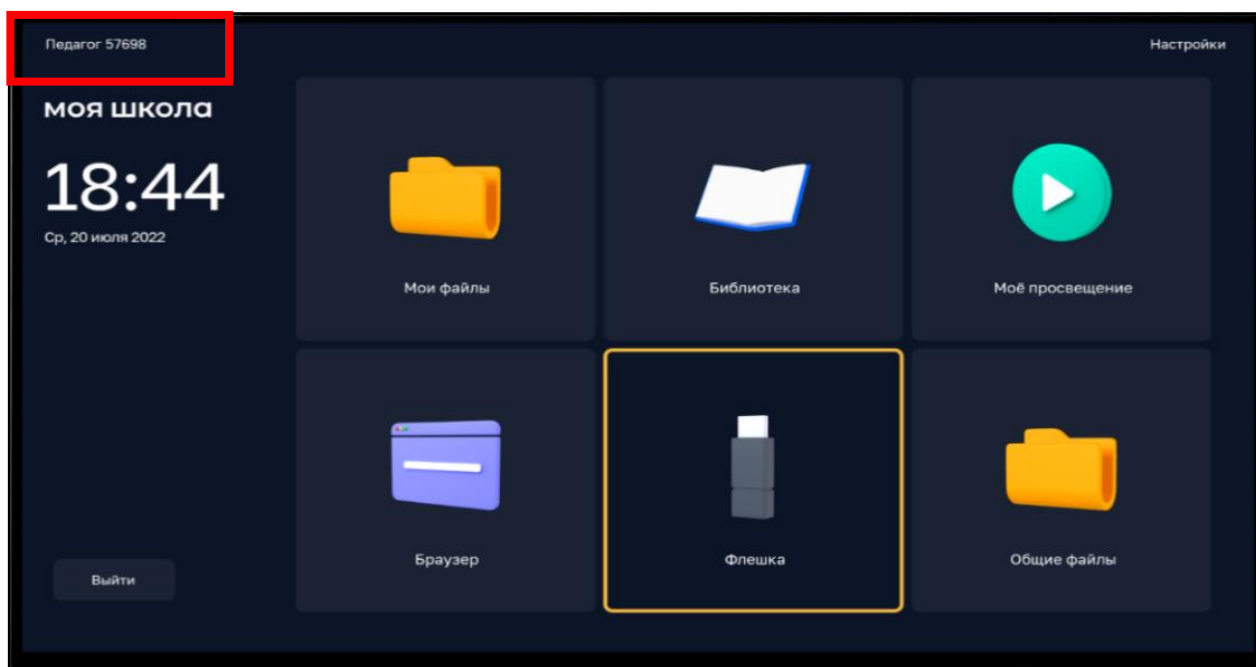 Педагог 57698
Настройки
моя школа
18:44
Ср, 20 июля 2022
Мои файлы
Библиотека
Моё просвещение
Браузер
Флешка
Общие файлы
Выйти